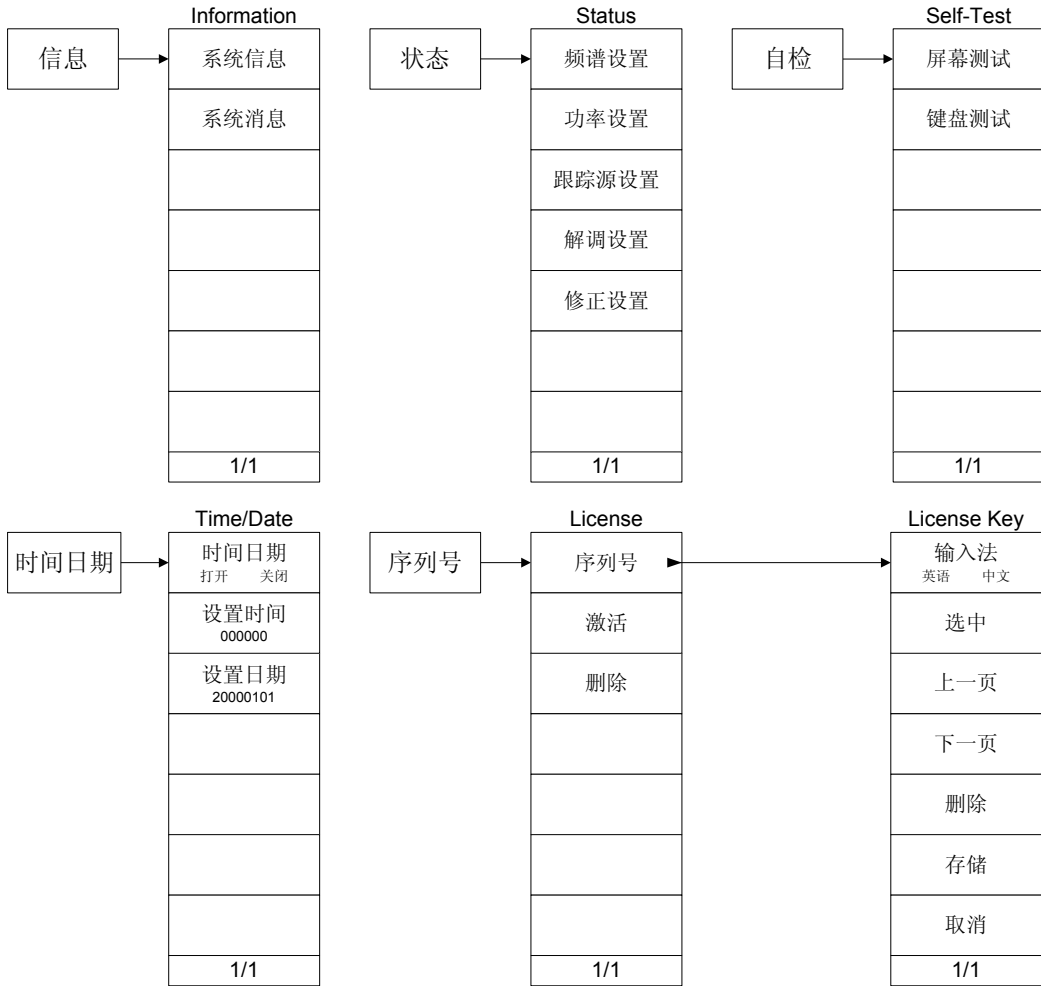 Information
信息
系统信息
系统消息
1/1
Status
状态
频谱设置
功率设置
跟踪源设置
解调设置
修正设置
1/1
Self-Test
自检
屏幕测试
键盘测试
1/1
Time/Date
时间日期
时间日期
打开 关闭
设置时间
000000
设置日期
20000101
1/1
License
序列号
序列号
激活
删除
1/1
License Key
输入法
英语 中文
选中
上一页
下一页
删除
存储
取消
1/1